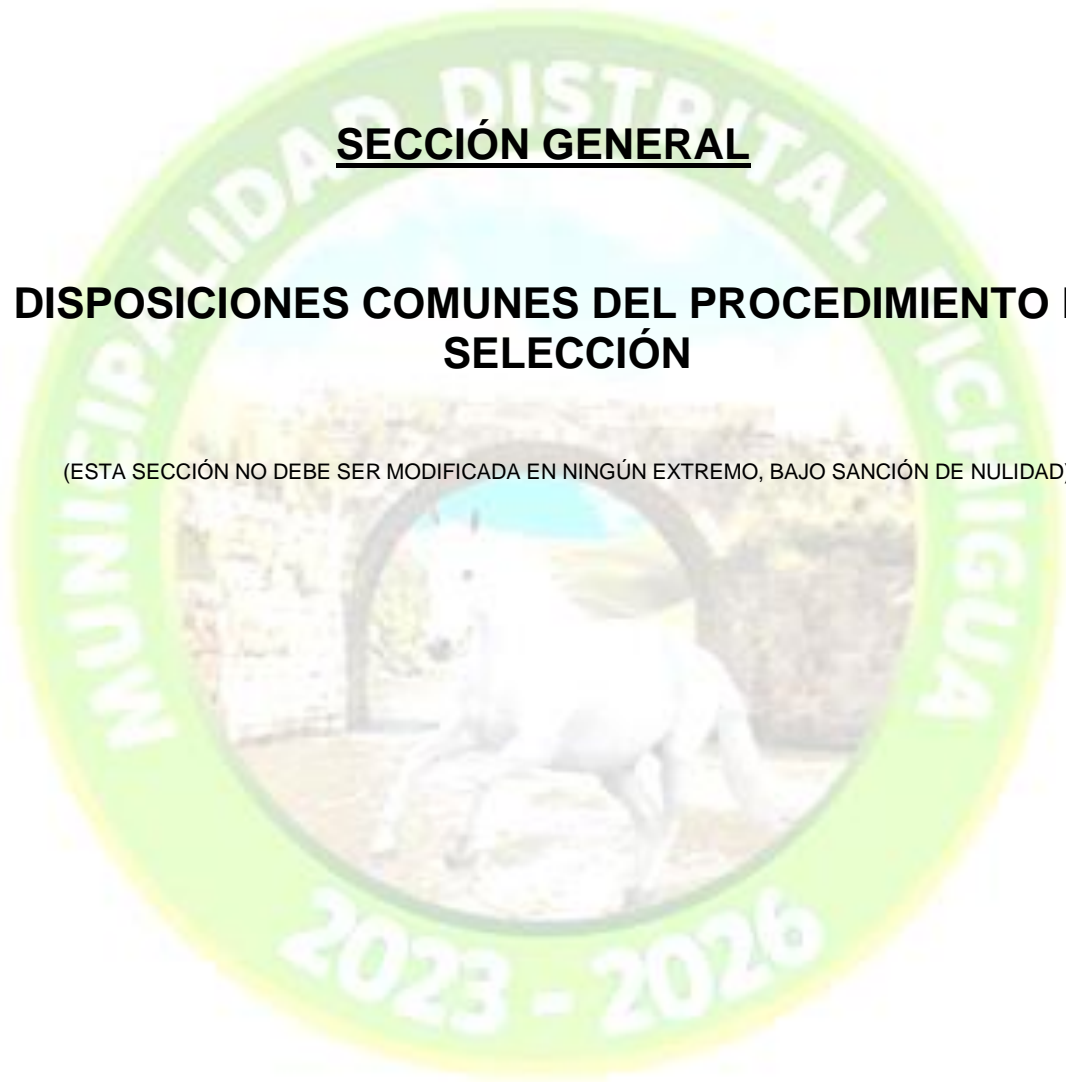 SECCIÓN GENERAL
DISPOSICIONES COMUNES DEL PROCEDIMIENTO
SELECCIÓN
(ESTA SECCIÓN NO DEBE SER MODIFICADA EN NINGÚN EXTREMO, BAJO SANCIÓN DE NULIDAD)
MUNICIPALIDAD DISTRITAL PICHIGUA
2023 - 2026